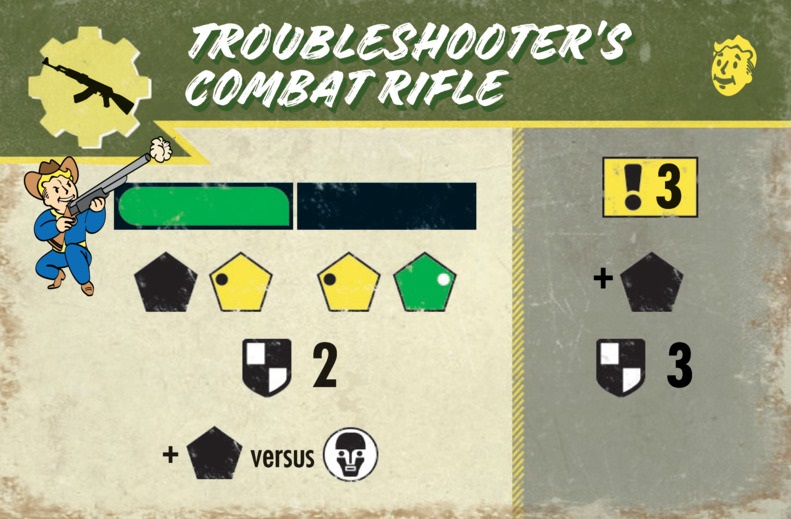 TROUBLESHOOTER'S
COMBAT RIFLE
! 3
+
2
3
+ versus